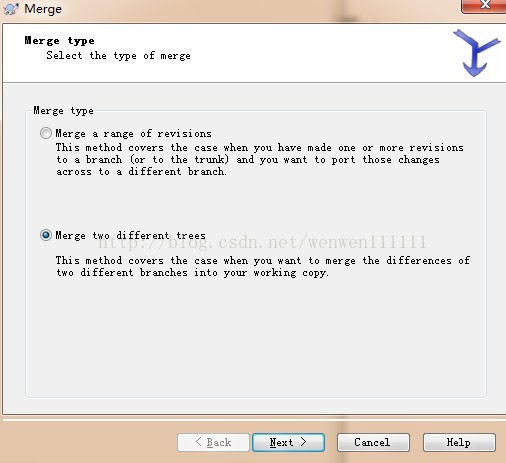 Merge
Merge type
Select the type of merge
Merge type
Merge a range of revisions
This method covers the case when you have made one or more revisions
to a branch (or to the trunk) and you want to port those changes
across to a different branch.
Merge two different trees
http://blog.csdn.net/wenwen111111
This method covers the case when you want to merge the differences of
two different branches into your working copy.
< Back
Next >
Cancel
Help